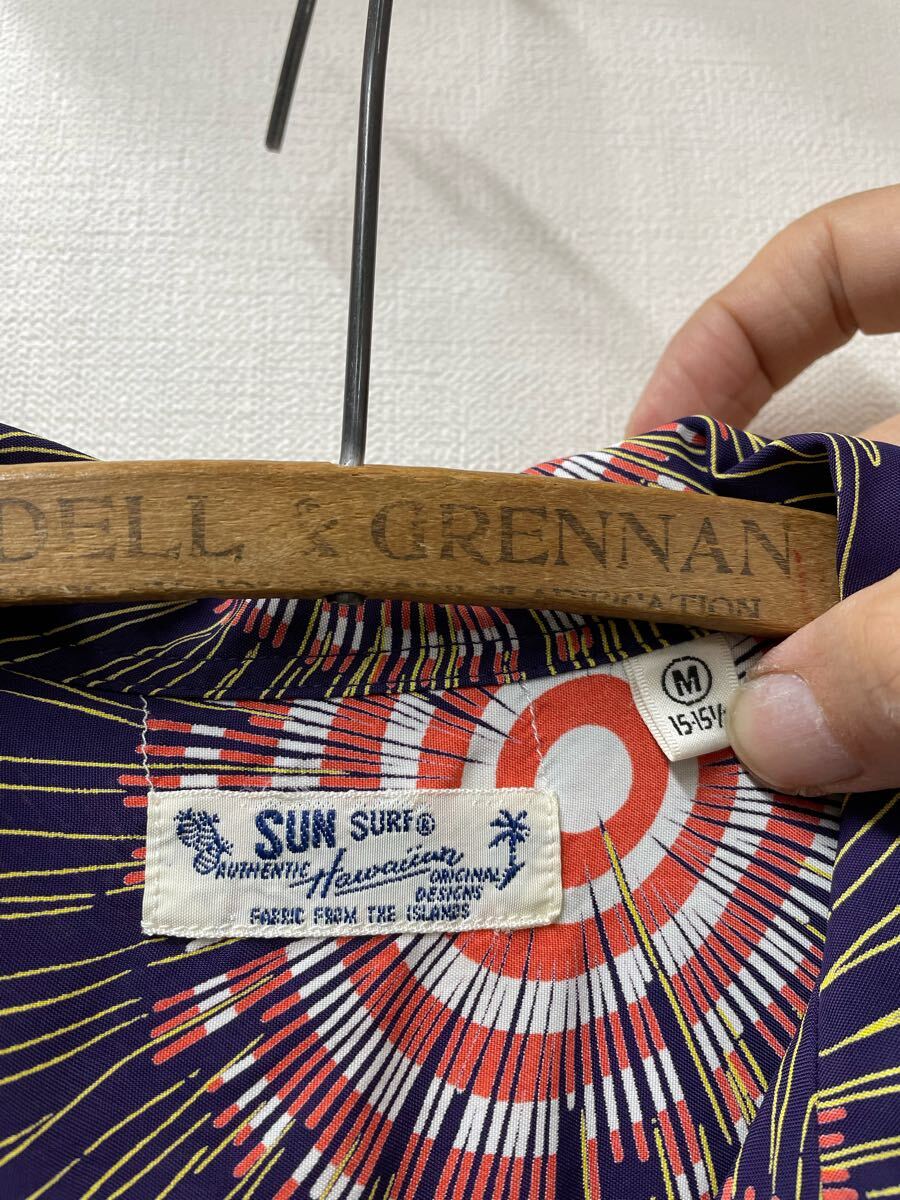 DELL & GRENNAN
M
15-15½
SUN SURF®
AUTHENTIC Hawaiian ORIGINAL DESIGNS
FABRIC FROM THE ISLANDS